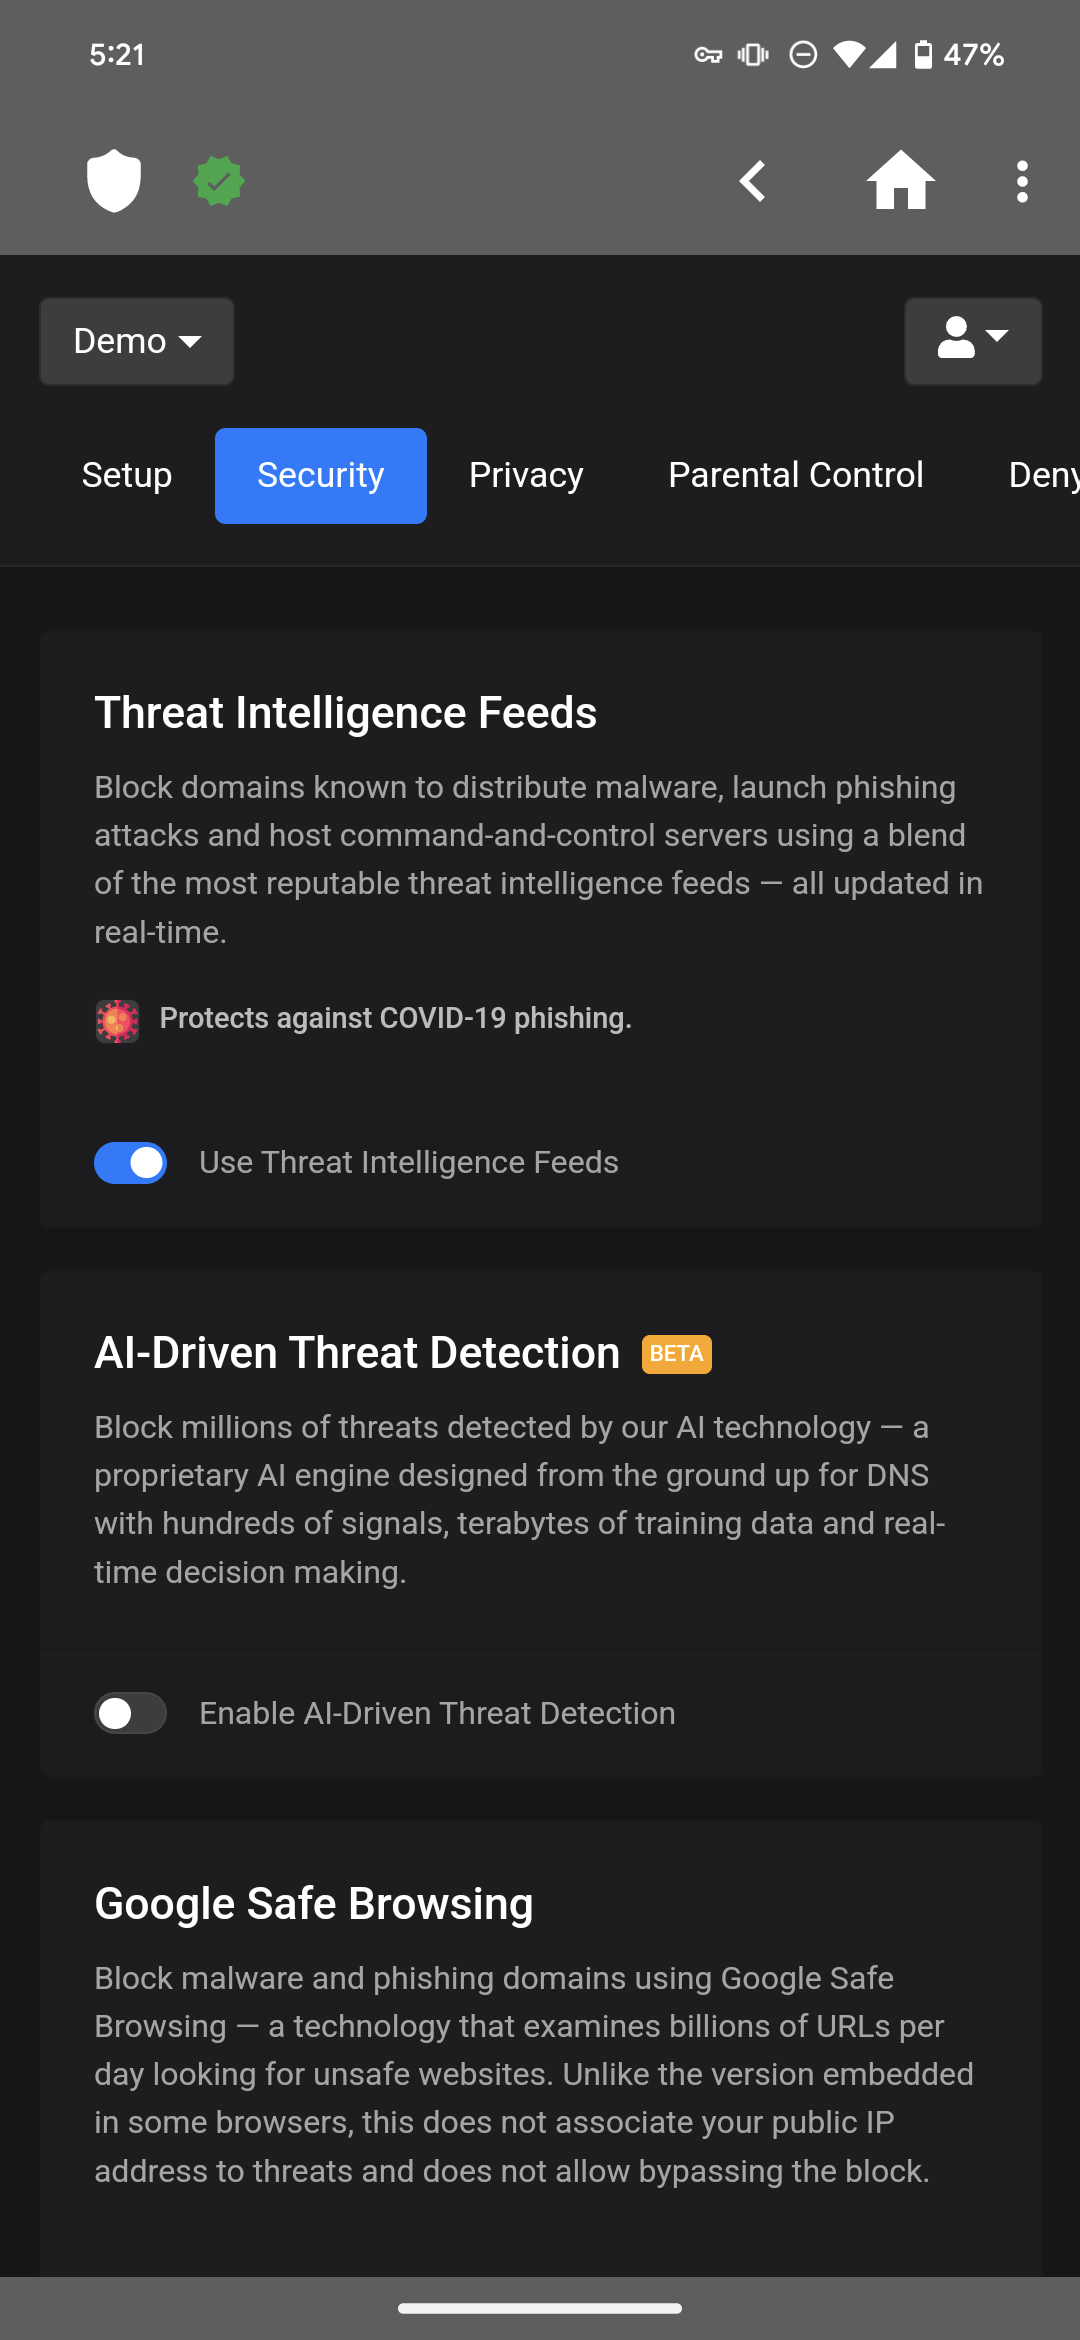 5:21
47%
Demo
Setup
Security
Privacy
Parental Control
Deny
Threat Intelligence Feeds
Block domains known to distribute malware, launch phishing
attacks and host command-and-control servers using a blend
of the most reputable threat intelligence feeds — all updated in
real-time.
Protects against COVID-19 phishing.
Use Threat Intelligence Feeds
AI-Driven Threat Detection BETA
Block millions of threats detected by our AI technology — a
proprietary AI engine designed from the ground up for DNS
with hundreds of signals, terabytes of training data and real-
time decision making.
Enable AI-Driven Threat Detection
Google Safe Browsing
Block malware and phishing domains using Google Safe
Browsing — a technology that examines billions of URLs per
day looking for unsafe websites. Unlike the version embedded
in some browsers, this does not associate your public IP
address to threats and does not allow bypassing the block.